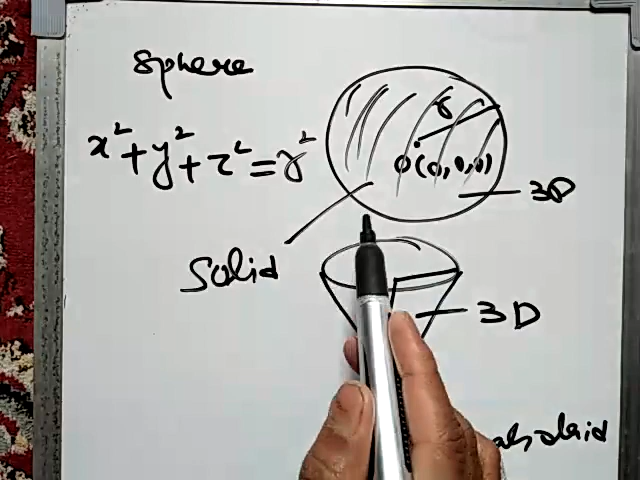 Sphere
x² + y² + z² = r²
r
O(0,0,0)
3D
Solid
3D